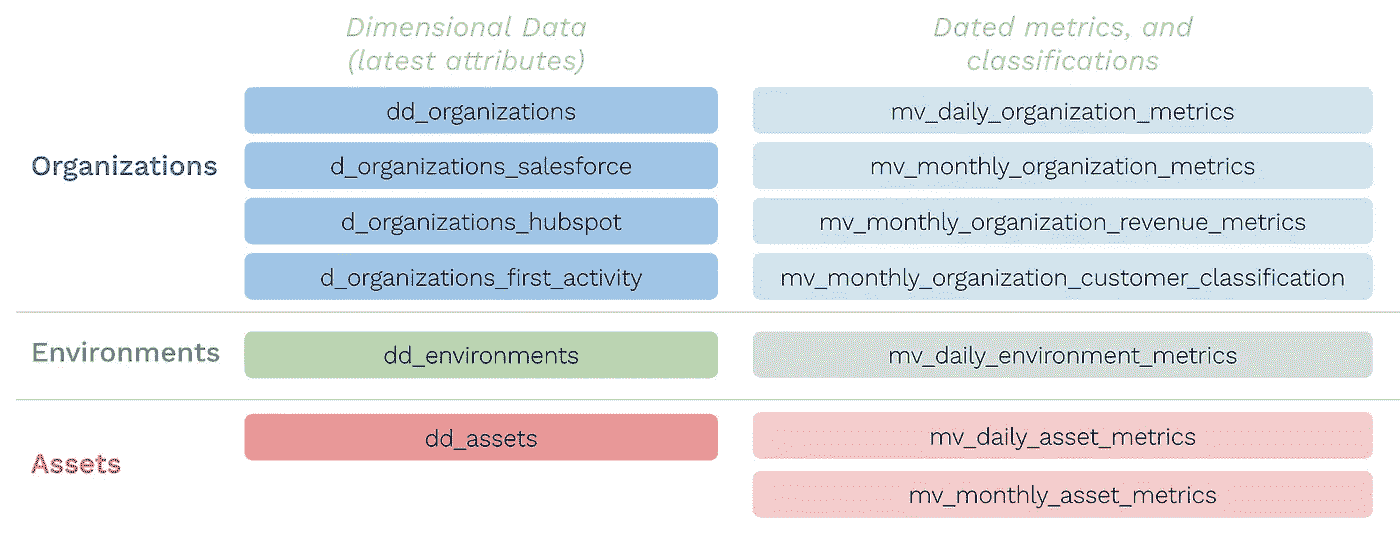 Dimensional Data
(latest attributes)
Dated metrics, and
classifications
Organizations
dd_organizations
mv_daily_organization_metrics
d_organizations_salesforce
mv_monthly_organization_metrics
d_organizations_hubspot
mv_monthly_organization_revenue_metrics
d_organizations_first_activity
mv_monthly_organization_customer_classification
Environments
dd_environments
mv_daily_environment_metrics
Assets
dd_assets
mv_daily_asset_metrics
mv_monthly_asset_metrics